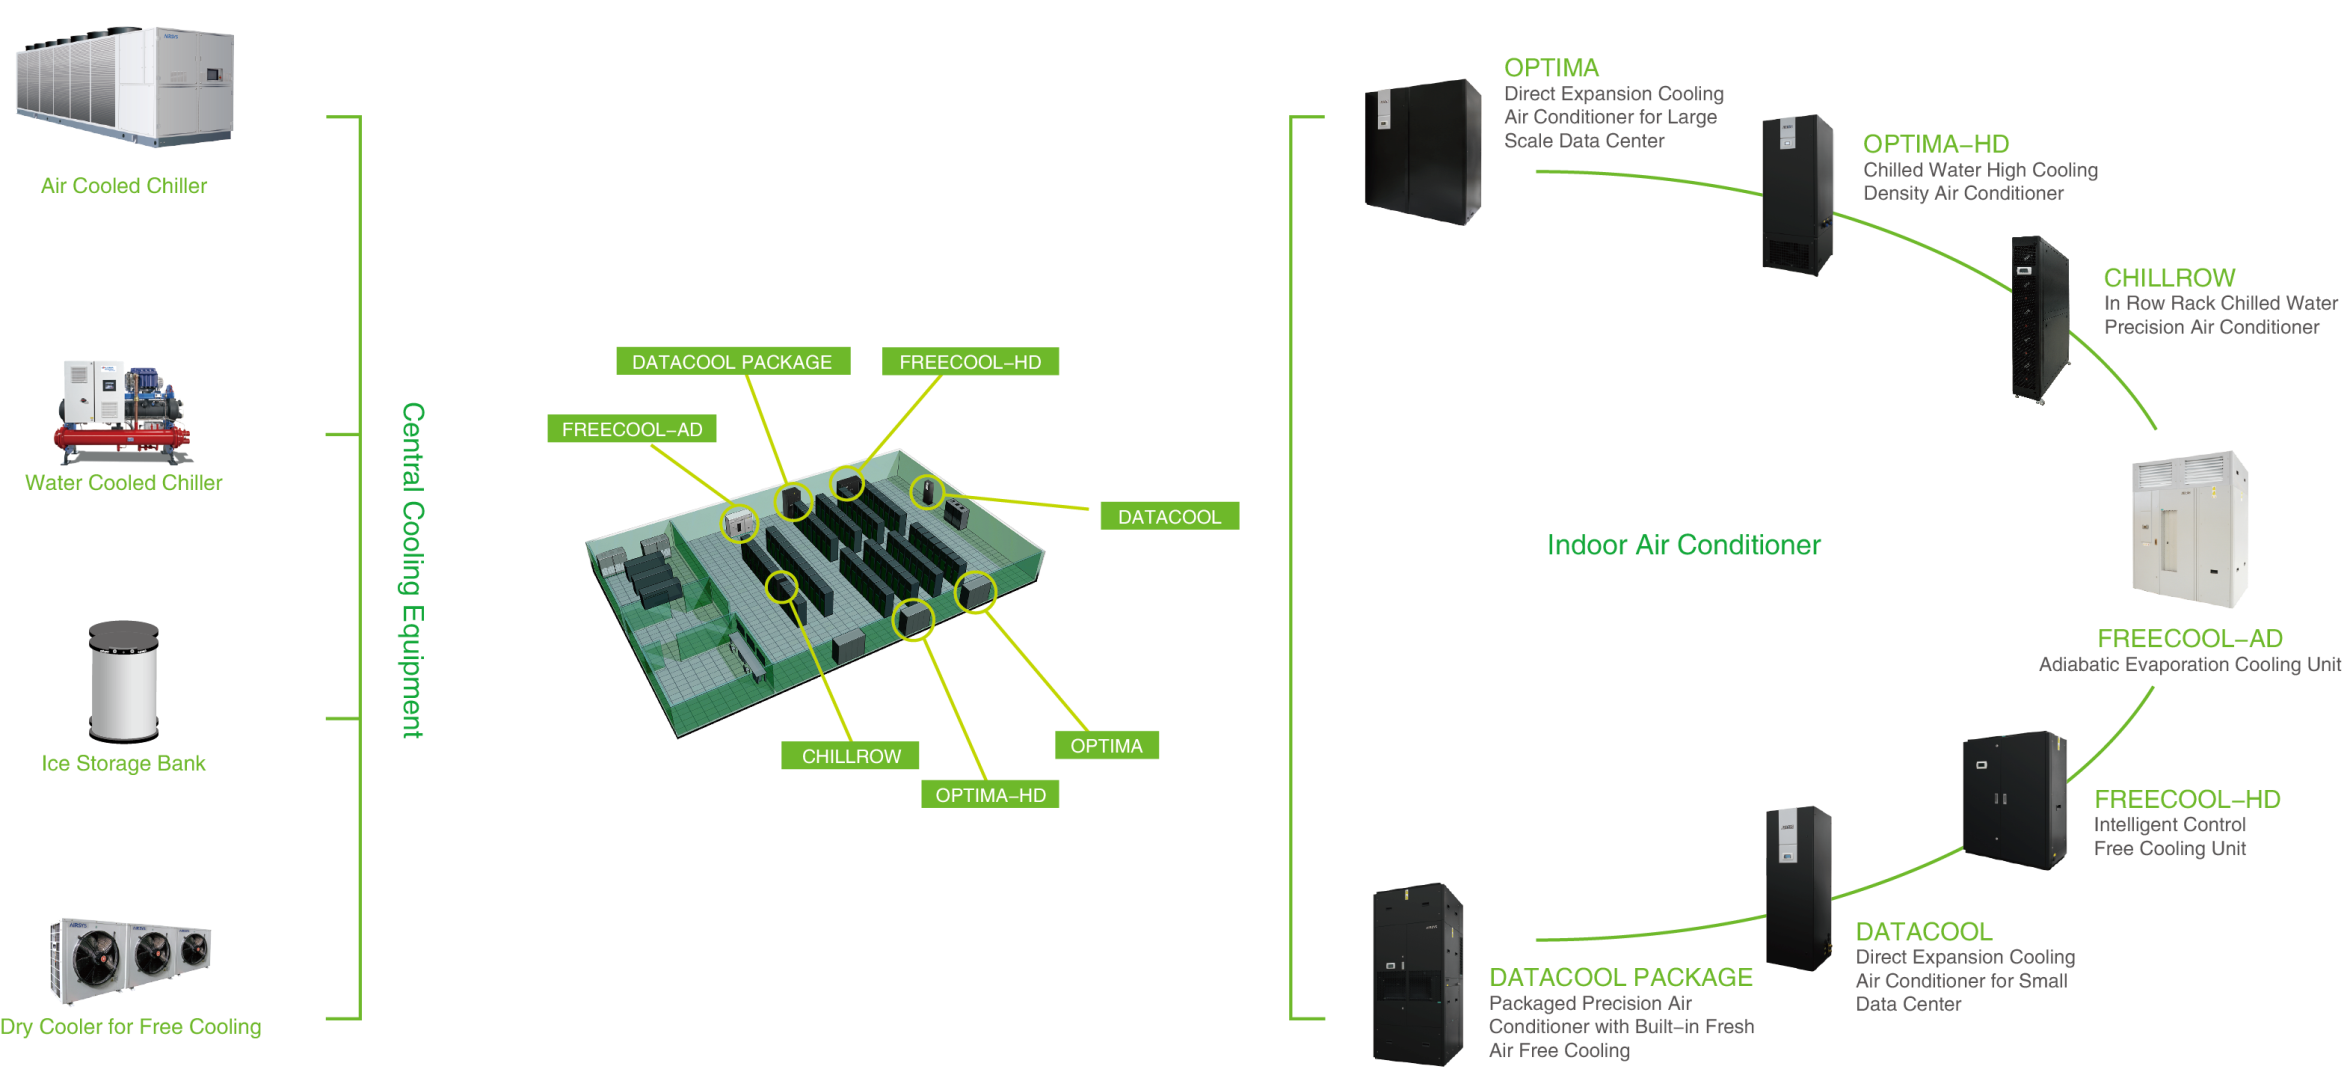 AIRSYS
Air Cooled Chiller
Water Cooled Chiller
Ice Storage Bank
AIRSYS
AIRSYS
AIRSYS
Dry Cooler for Free Cooling
Central Cooling Equipment
DATACOOL PACKAGE
FREECOOL–HD
FREECOOL–AD
DATACOOL
CHILLROW
OPTIMA
OPTIMA–HD
Indoor Air Conditioner
OPTIMA
Direct Expansion Cooling
Air Conditioner for Large
Scale Data Center
OPTIMA–HD
Chilled Water High Cooling
Density Air Conditioner
CHILLROW
In Row Rack Chilled Water
Precision Air Conditioner
FREECOOL–AD
Adiabatic Evaporation Cooling Unit
FREECOOL–HD
Intelligent Control
Free Cooling Unit
DATACOOL
Direct Expansion Cooling
Air Conditioner for Small
Data Center
DATACOOL PACKAGE
Packaged Precision Air
Conditioner with Built–in Fresh
Air Free Cooling